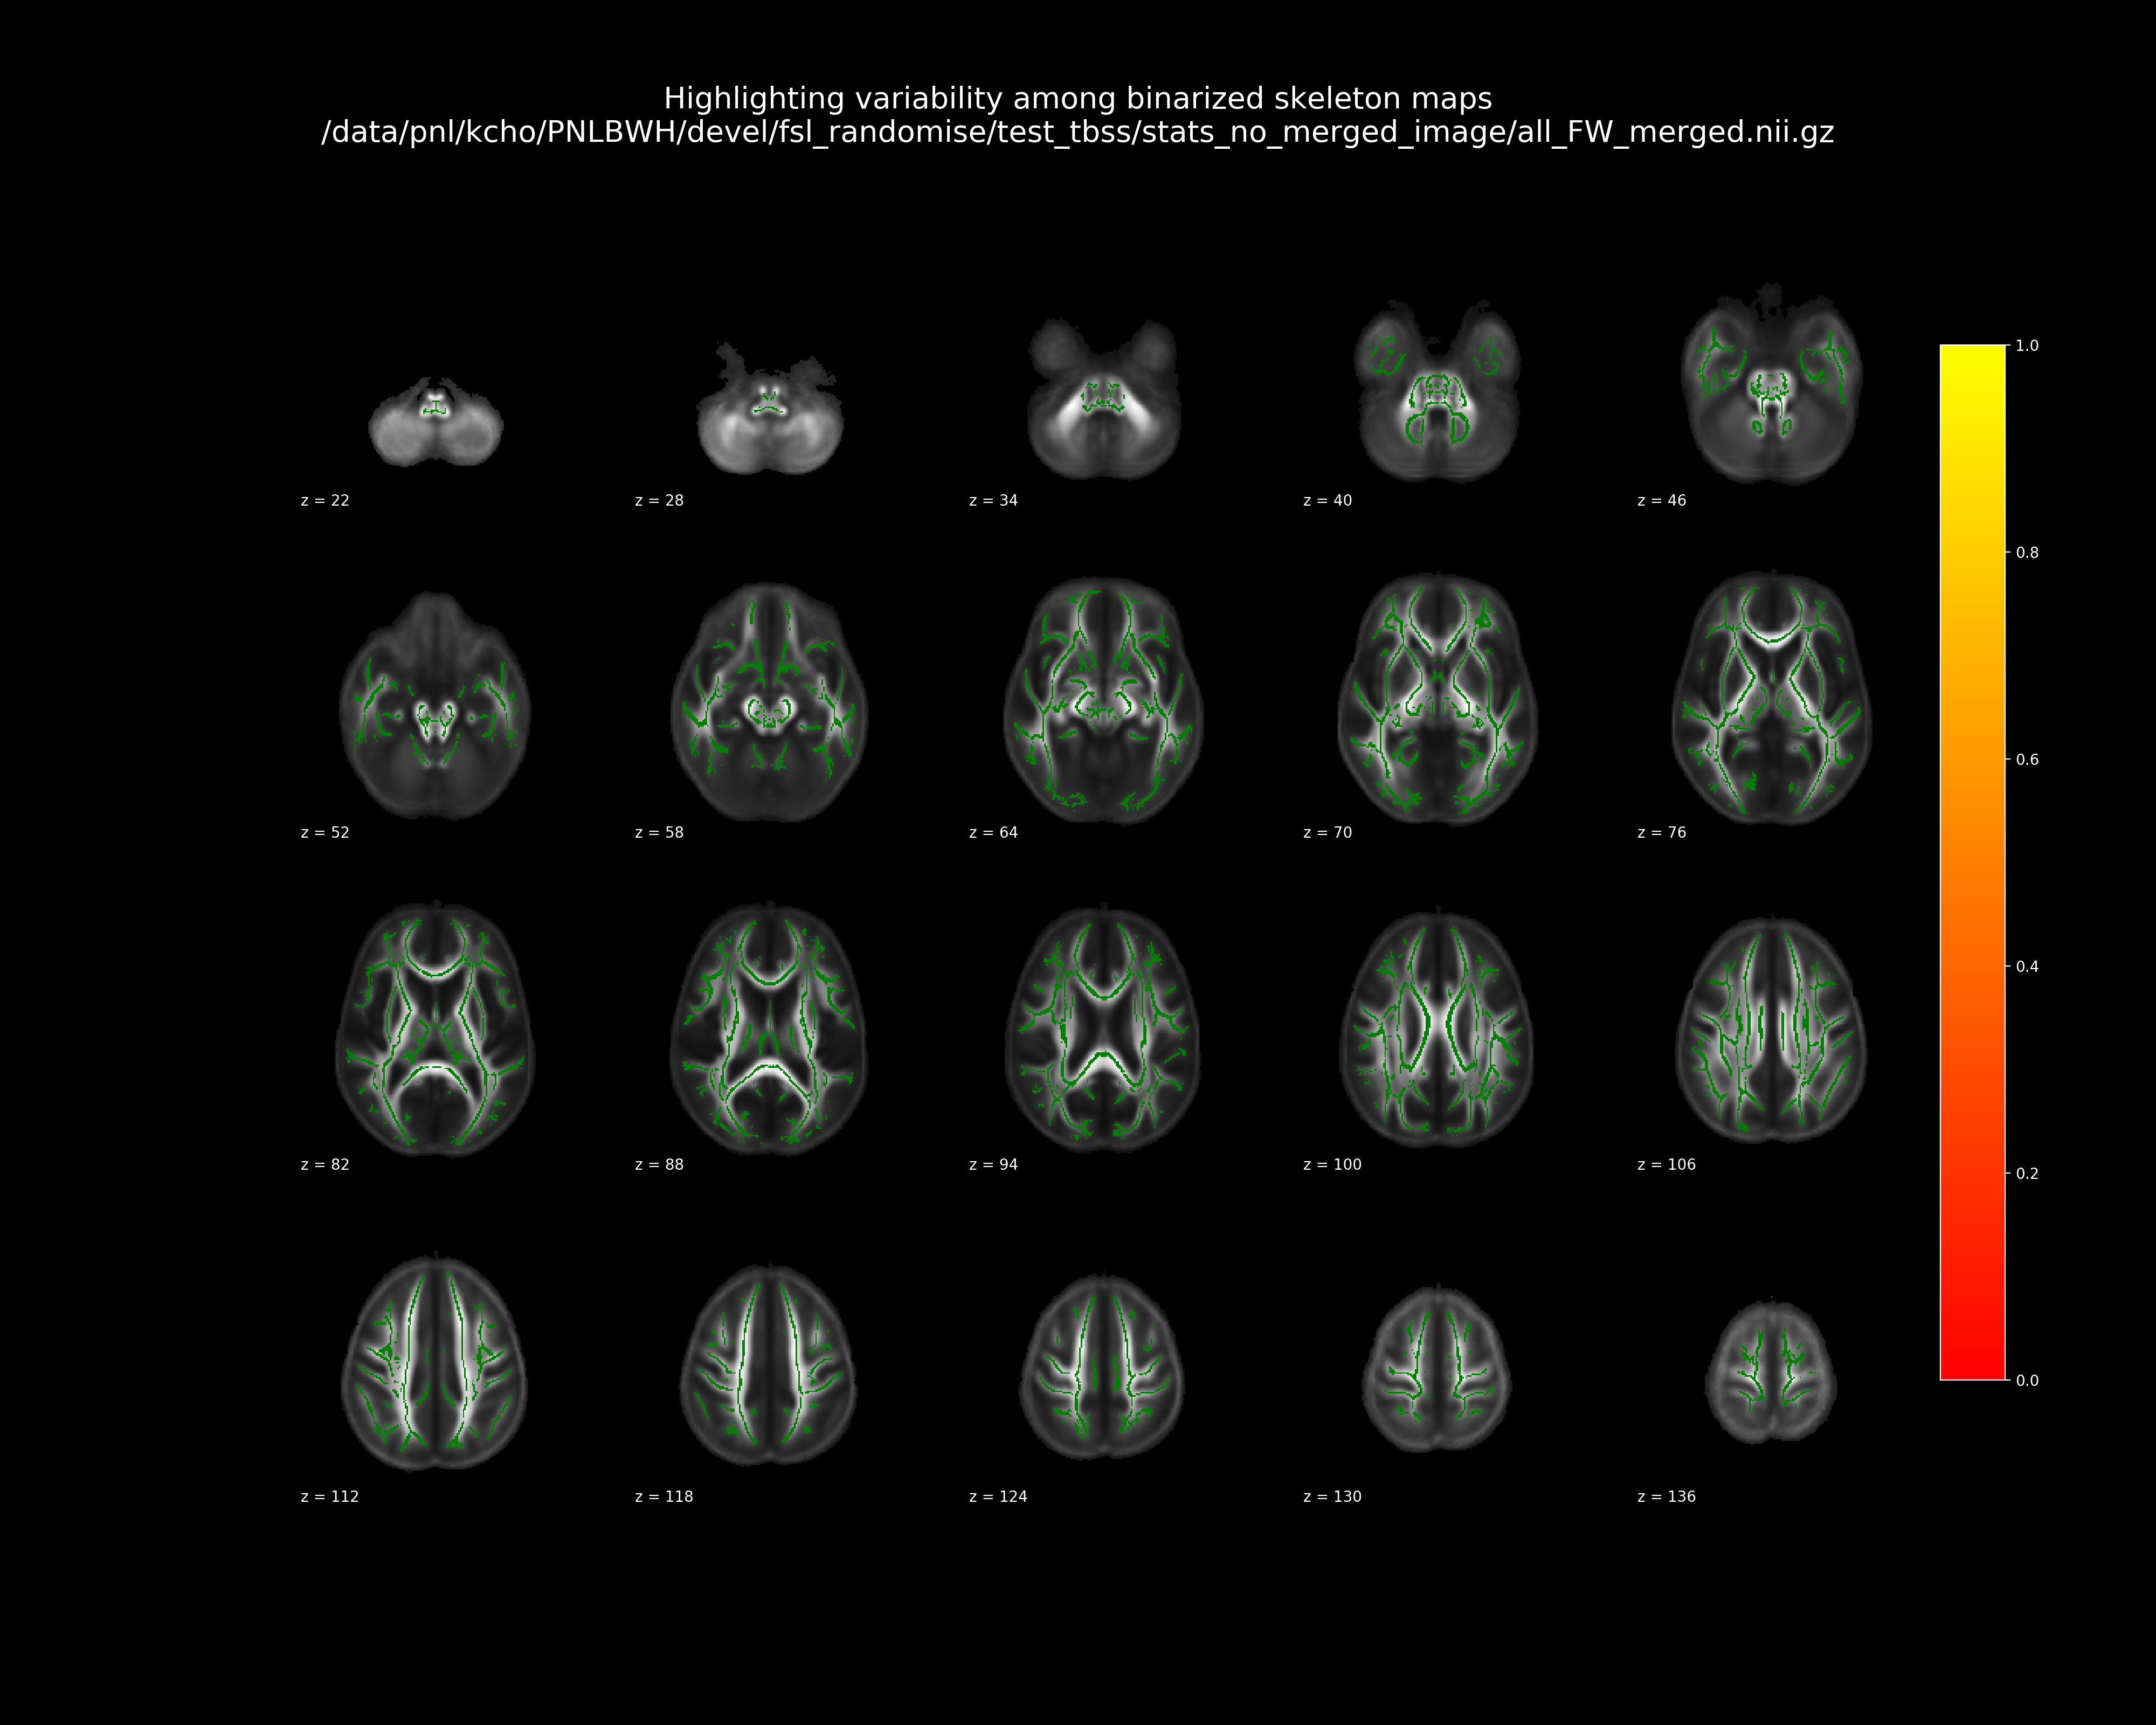 Highlighting variability among binarized skeleton maps
/data/pnl/kcho/PNLBWH/devel/fsl_randomise/test_tbss/stats_no_merged_image/all_FW_merged.nii.gz
z = 22
z = 28
z = 34
z = 40
z = 46
z = 52
z = 58
z = 64
z = 70
z = 76
z = 82
z = 88
z = 94
z = 100
z = 106
z = 112
z = 118
z = 124
z = 130
z = 136
1.0
0.8
0.6
0.4
0.2
0.0